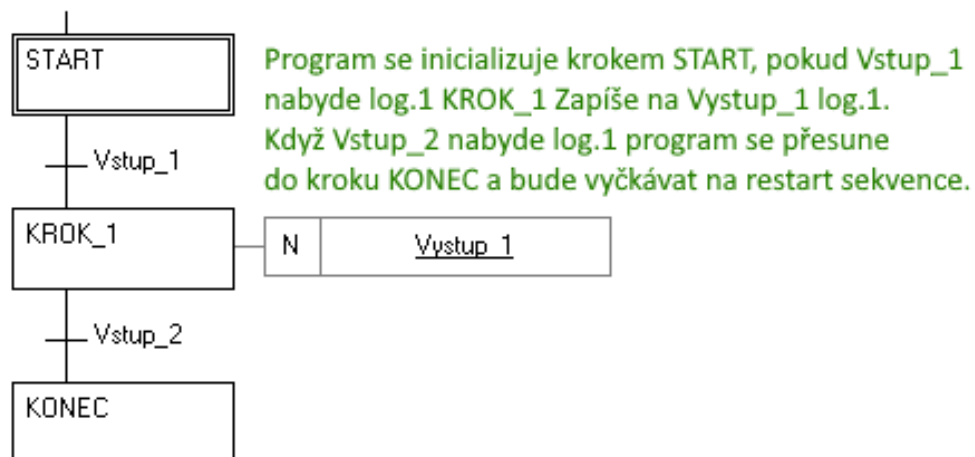 START
Program se inicializuje krokem START, pokud Vstup_1
nabyde log.1 KROK_1 Zapíše na Vystup_1 log.1.
Když Vstup_2 nabyde log.1 program se přesune
do kroku KONEC a bude vyčkávat na restart sekvence.
Vstup_1
KROK_1
N
Vystup_1
Vstup_2
KONEC